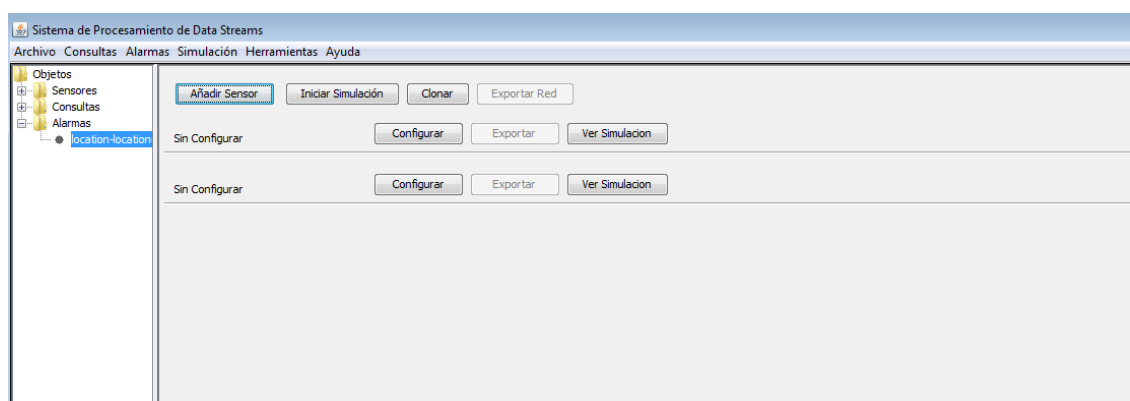 Sistema de Procesamiento de Data Streams
Archivo Consultas Alarmas Simulación Herramientas Ayuda
Objetos
Sensores
Consultas
Alarmas
location-location
Añadir Sensor Iniciar Simulación Clonar Exportar Red
Sin Configurar Configurar Exportar Ver Simulacion
Sin Configurar Configurar Exportar Ver Simulacion